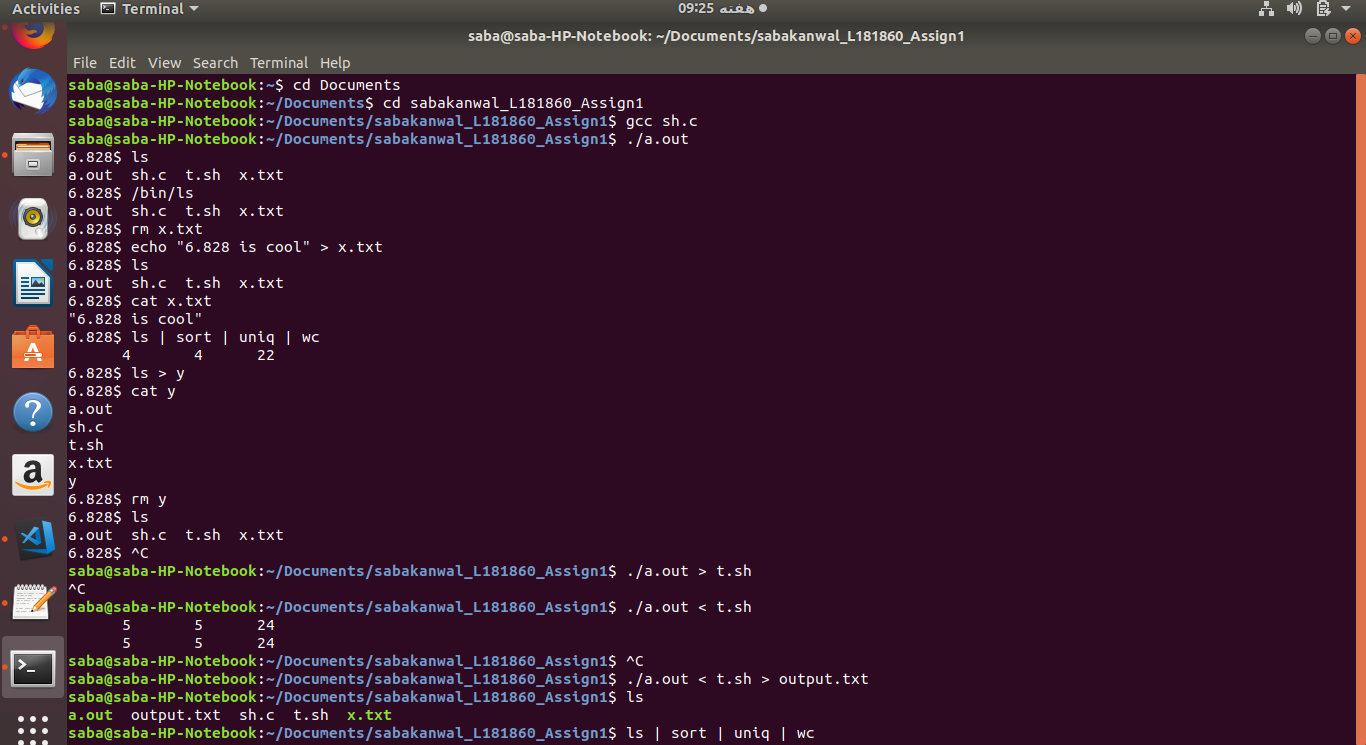 Activities Terminal 09:25 هفته
saba@saba-HP-Notebook: ~/Documents/sabakanwal_L181860_Assign1
File Edit View Search Terminal Help
saba@saba-HP-Notebook:~$ cd Documents
saba@saba-HP-Notebook:~/Documents$ cd sabakanwal_L181860_Assign1
saba@saba-HP-Notebook:~/Documents/sabakanwal_L181860_Assign1$ gcc sh.c
saba@saba-HP-Notebook:~/Documents/sabakanwal_L181860_Assign1$ ./a.out
6.828$ ls
a.out  sh.c  t.sh  x.txt
6.828$ /bin/ls
a.out  sh.c  t.sh  x.txt
6.828$ rm x.txt
6.828$ echo "6.828 is cool" > x.txt
6.828$ ls
a.out  sh.c  t.sh  x.txt
6.828$ cat x.txt
"6.828 is cool"
6.828$ ls | sort | uniq | wc
      4       4      22
6.828$ ls > y
6.828$ cat y
a.out
sh.c
t.sh
x.txt
y
6.828$ rm y
6.828$ ls
a.out  sh.c  t.sh  x.txt
6.828$ ^C
saba@saba-HP-Notebook:~/Documents/sabakanwal_L181860_Assign1$ ./a.out > t.sh
^C
saba@saba-HP-Notebook:~/Documents/sabakanwal_L181860_Assign1$ ./a.out < t.sh
      5       5      24
      5       5      24
saba@saba-HP-Notebook:~/Documents/sabakanwal_L181860_Assign1$ ^C
saba@saba-HP-Notebook:~/Documents/sabakanwal_L181860_Assign1$ ./a.out < t.sh > output.txt
saba@saba-HP-Notebook:~/Documents/sabakanwal_L181860_Assign1$ ls
a.out  output.txt  sh.c  t.sh  x.txt
saba@saba-HP-Notebook:~/Documents/sabakanwal_L181860_Assign1$ ls | sort | uniq | wc